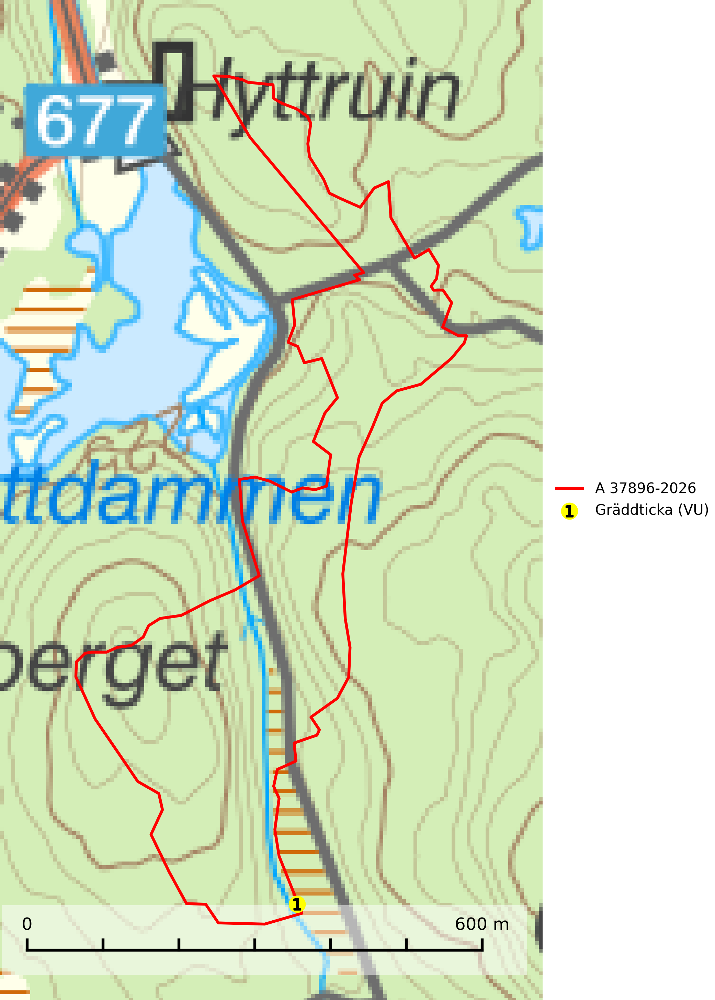 Hyttruin
677
ttdammen
A 37896-2026
1 Gräddticka (VU)
berget
1
0 600 m